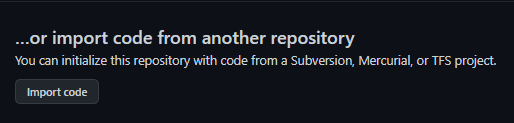 ...or import code from another repository
You can initialize this repository with code from a Subversion, Mercurial, or TFS project.
Import code